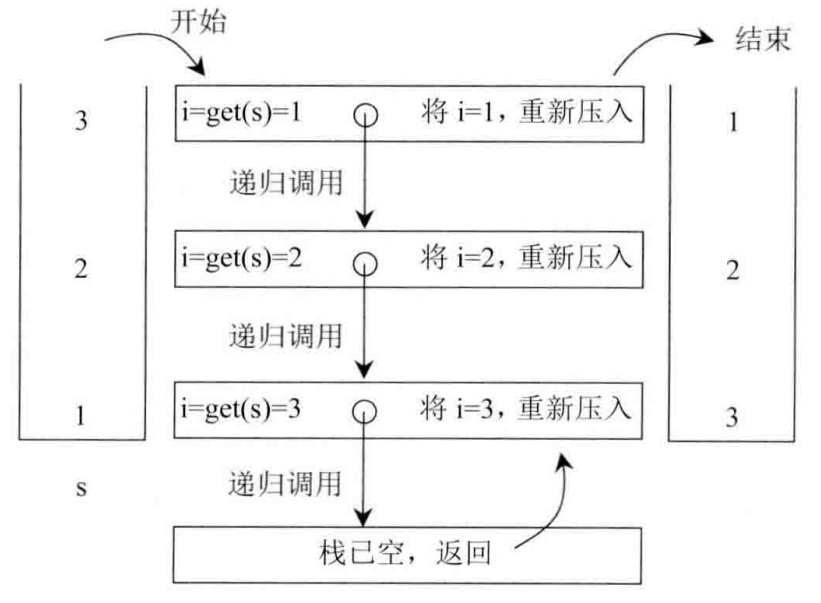 开始
结束
3
i=get(s)=1
将 i=1，重新压入
1
递归调用
2
i=get(s)=2
将 i=2，重新压入
2
递归调用
1
i=get(s)=3
将 i=3，重新压入
3
s
递归调用
栈已空，返回